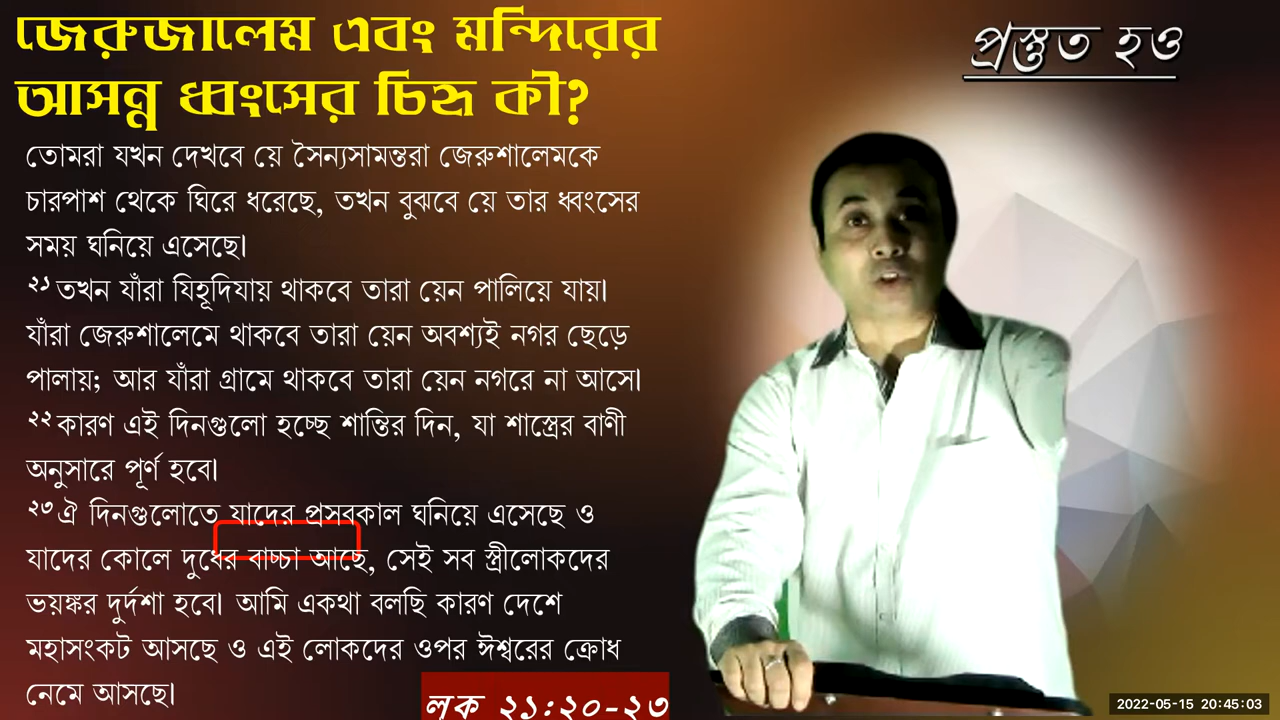 জেরুজালেম এবং মন্দিরের
আসন্ন ধ্বংসের চিহ্ন কী?
প্রস্তুত হও
তোমরা যখন দেখবে য়ে সৈন্যসামন্তরা জেরুশালেমকে
চারপাশ থেকে ঘিরে ধরেছে, তখন বুঝবে য়ে তার ধ্বংসের
সময় ঘনিয়ে এসেছে।
২১ তখন যাঁরা যিহূদিযায় থাকবে তারা য়েন পালিয়ে যায়।
যাঁরা জেরুশালেমে থাকবে তারা য়েন অবশ্যই নগর ছেড়ে
পালায়; আর যাঁরা গ্রামে থাকবে তারা য়েন নগরে না আসে।
২২ কারণ এই দিনগুলো হচ্ছে শাস্তির দিন, যা শাস্ত্রের বাণী
অনুসারে পূর্ণ হবে।
২৩ ঐ দিনগুলোতে যাদের প্রসবকাল ঘনিয়ে এসেছে ও
যাদের কোলে দুধের বাচ্চা আছে, সেই সব স্ত্রীলোকদের
ভয়ঙ্কর দুর্দশা হবে। আমি একথা বলছি কারণ দেশে
মহাসংকট আসছে ও এই লোকদের ওপর ঈশ্বরের ক্রোধ
নেমে আসছে।
লূক ২১:২০-২৩
2022-05-15 20:45:03